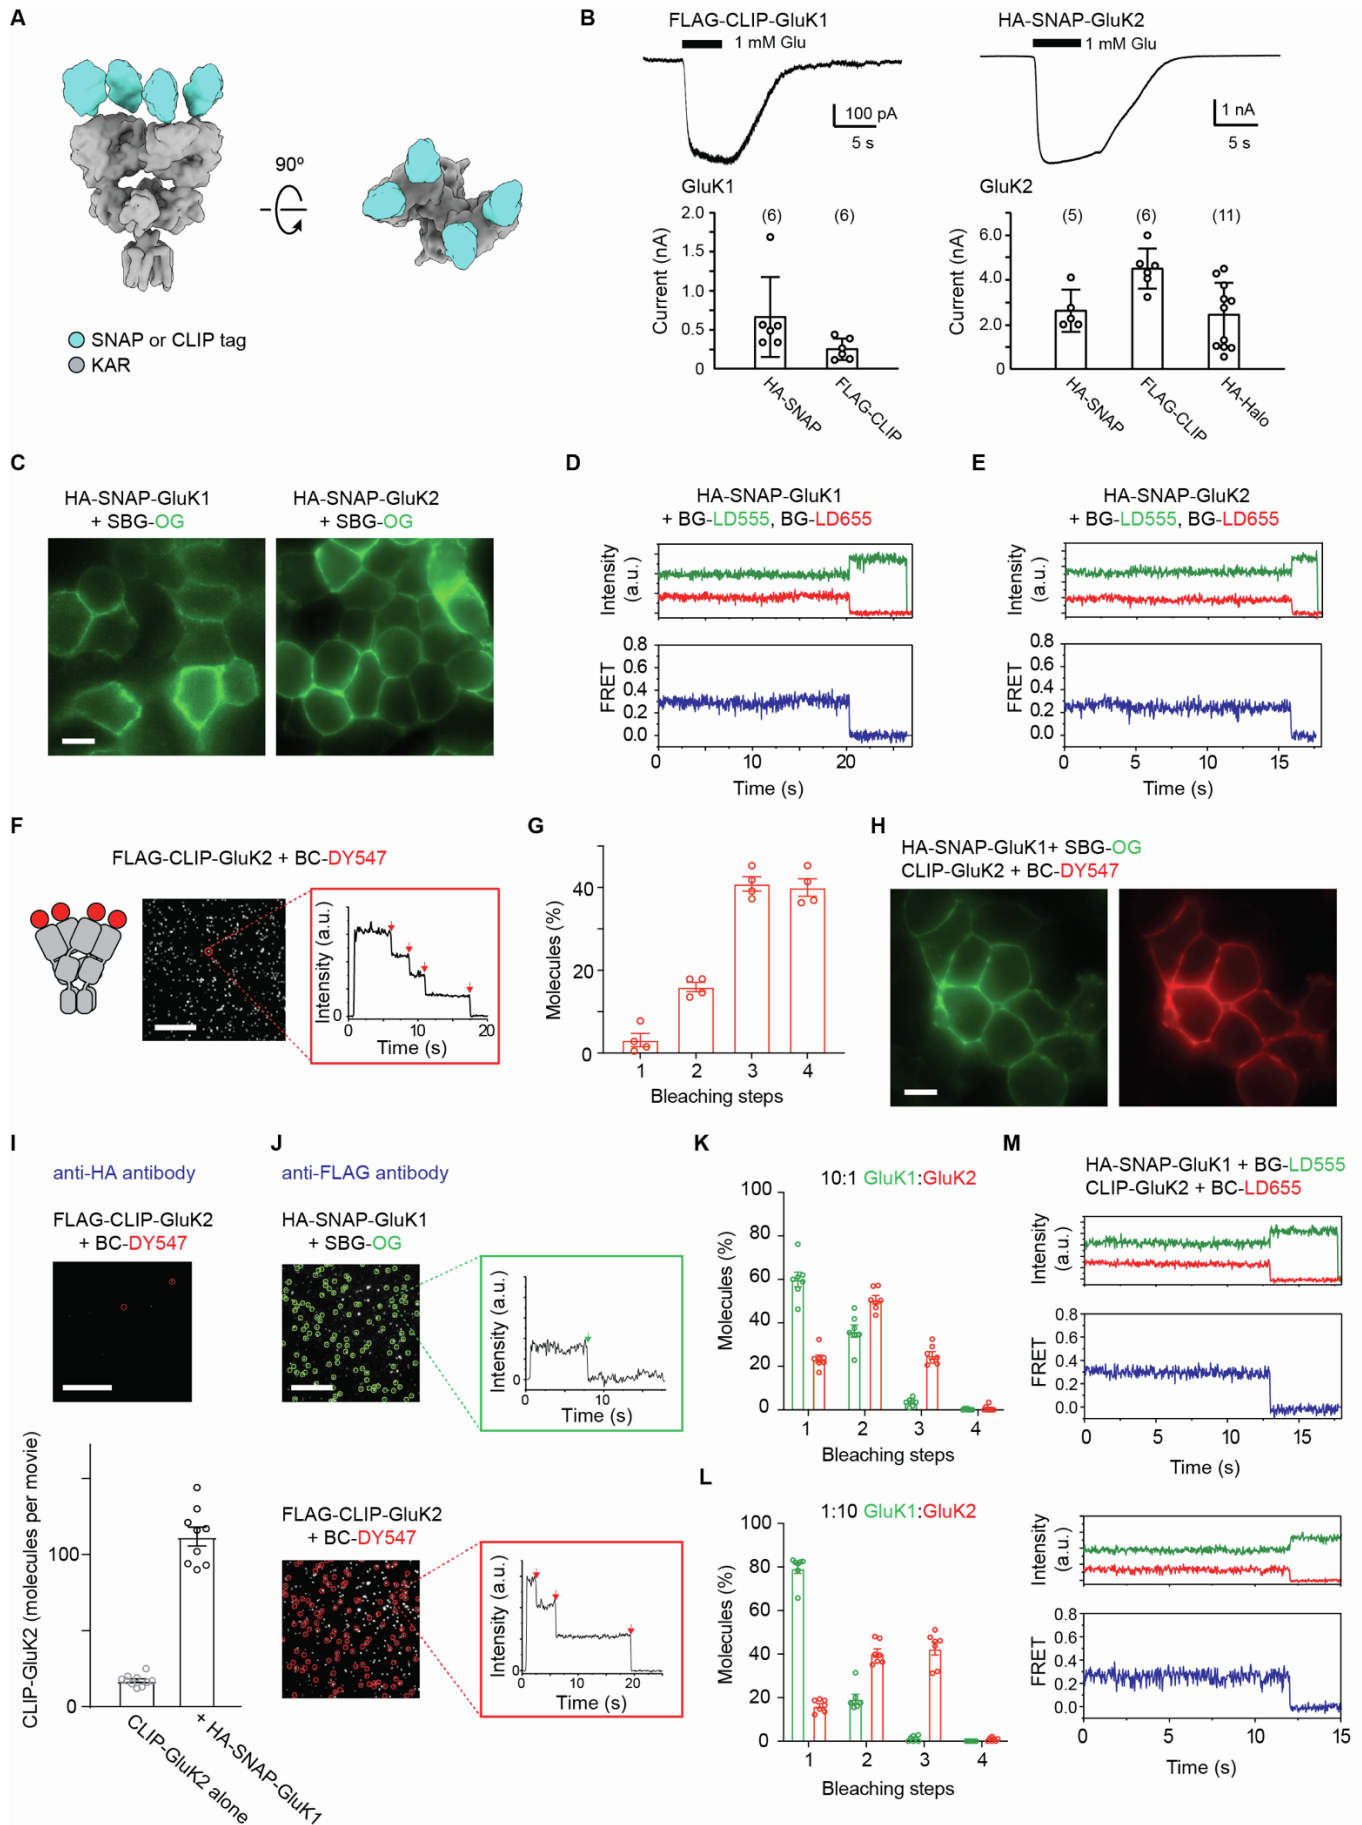 A
90º
SNAP or CLIP tag
KAR
B
FLAG-CLIP-GluK1
1 mM Glu
100 pA
5 s
HA-SNAP-GluK2
1 mM Glu
1 nA
5 s
GluK1
Current (nA)
2.0
1.5
1.0
0.5
0
(6)
(6)
HA-SNAP
FLAG-CLIP
GluK2
Current (nA)
6.0
4.0
2.0
0
(5)
(6)
(11)
HA-SNAP
FLAG-CLIP
HA-Halo
C
HA-SNAP-GluK1
+ SBG-OG
HA-SNAP-GluK2
+ SBG-OG
D
HA-SNAP-GluK1
+ BG-LD555, BG-LD655
Intensity
(a.u.)
FRET
0.8
0.6
0.4
0.2
0.0
0
10
20
Time (s)
E
HA-SNAP-GluK2
+ BG-LD555, BG-LD655
Intensity
(a.u.)
FRET
0.8
0.6
0.4
0.2
0.0
0
5
10
15
Time (s)
F
FLAG-CLIP-GluK2 + BC-DY547
Intensity (a.u.)
0
0
10
20
Time (s)
G
Molecules (%)
40
20
0
1
2
3
4
Bleaching steps
H
HA-SNAP-GluK1+ SBG-OG
CLIP-GluK2 + BC-DY547
I
anti-HA antibody
FLAG-CLIP-GluK2
+ BC-DY547
CLIP-GluK2 (molecules per movie)
100
0
CLIP-GluK2 alone
+ HA-SNAP-GluK1
J
anti-FLAG antibody
HA-SNAP-GluK1
+ SBG-OG
Intensity (a.u.)
0
0
10
Time (s)
FLAG-CLIP-GluK2
+ BC-DY547
Intensity (a.u.)
0
0
10
20
Time (s)
K
10:1 GluK1:GluK2
Molecules (%)
100
80
60
40
20
0
1
2
3
4
Bleaching steps
L
1:10 GluK1:GluK2
Molecules (%)
100
80
60
40
20
0
1
2
3
4
Bleaching steps
M
HA-SNAP-GluK1 + BG-LD555
CLIP-GluK2 + BC-LD655
Intensity
(a.u.)
FRET
0.8
0.6
0.4
0.2
0.0
0
5
10
15
Time (s)
Intensity
(a.u.)
FRET
0.8
0.6
0.4
0.2
0.0
0
5
10
15
Time (s)